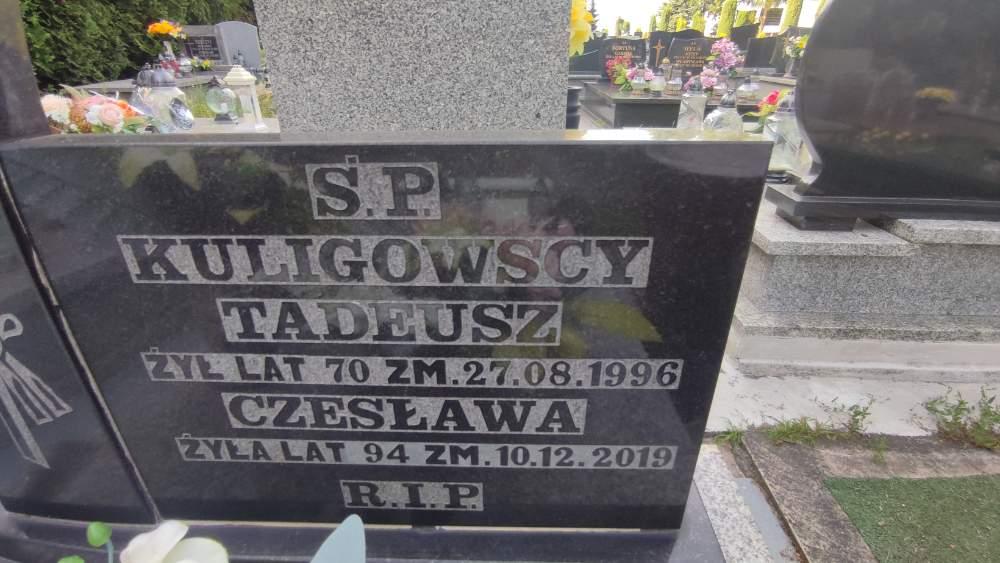 Ś.P.
KULIGOWSCY
TADEUSZ
ŻYŁ LAT 70 ZM.27.08.1996
CZESŁAWA
ŻYŁA LAT 94 ZM.10.12.2019
R.I.P.